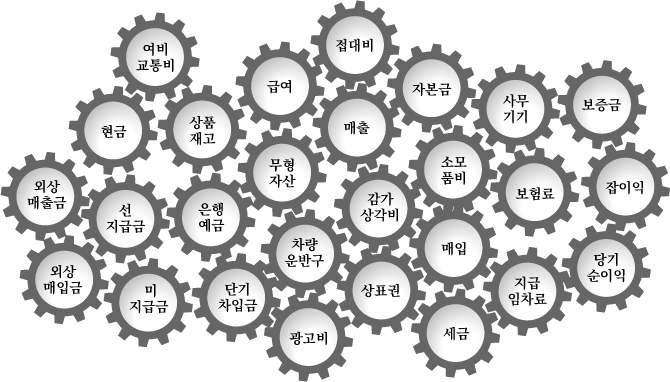 여비
교통비
접대비
급여
자본금
사무
기기
보증금
현금
상품
재고
매출
무형
자산
소모
품비
보험료
잡이익
외상
매출금
선
지급금
은행
예금
감가
상각비
차량
운반구
매입
당기
순이익
외상
매입금
미
지급금
단기
차입금
상표권
지급
임차료
광고비
세금